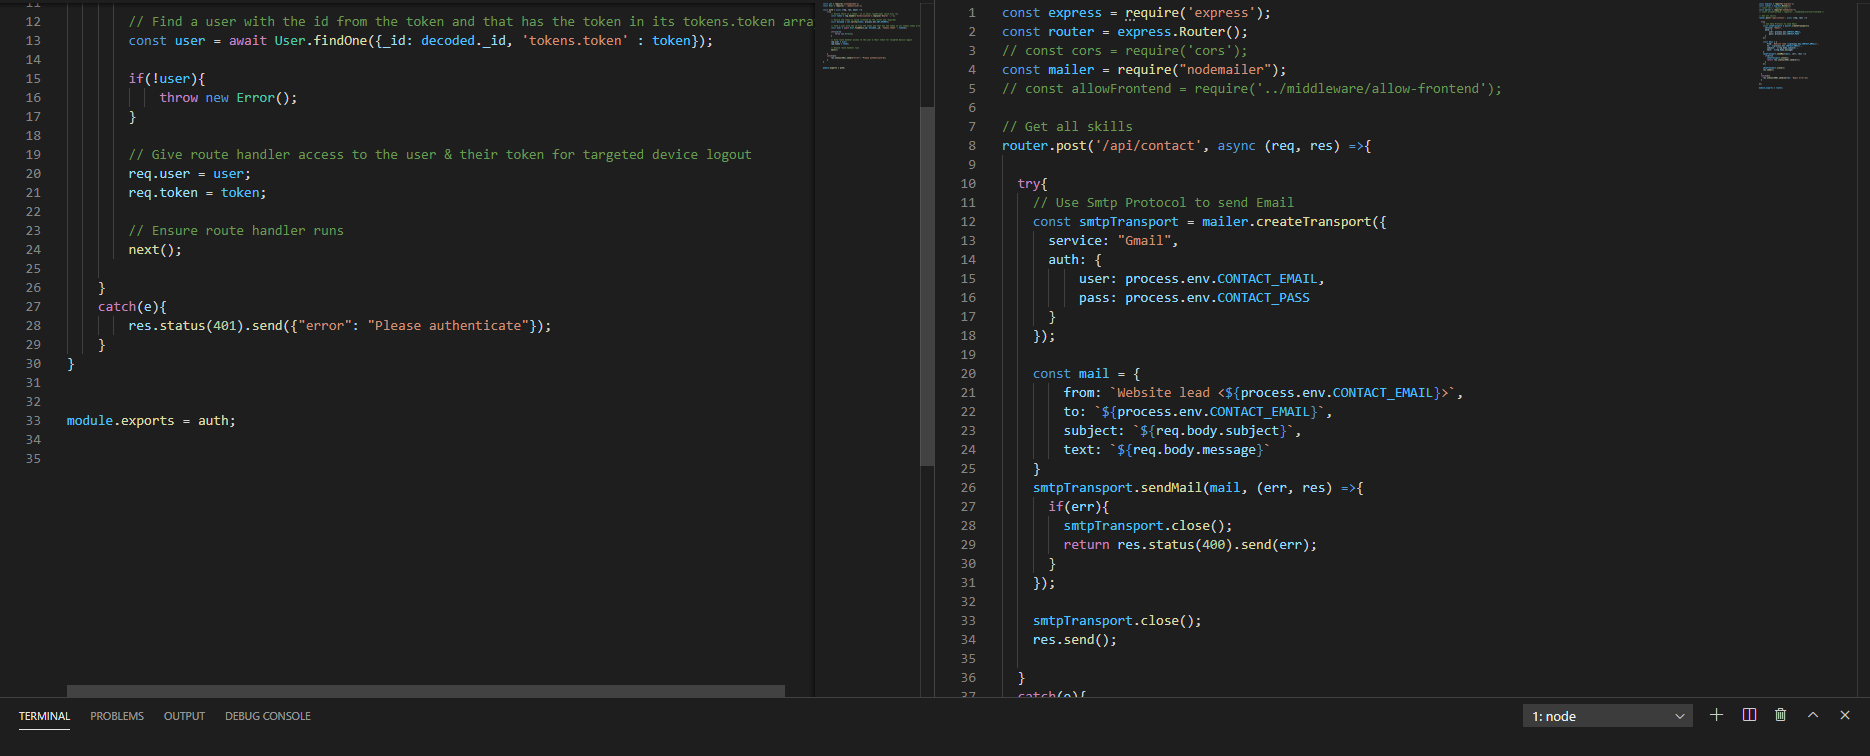 11
12 // Find a user with the id from the token and that has the token in its tokens.token arra
13 const user = await User.findOne({_id: decoded._id, 'tokens.token' : token});
14
15 if(!user){
16 throw new Error();
17 }
18
19 // Give route handler access to the user & their token for targeted device logout
20 req.user = user;
21 req.token = token;
22
23 // Ensure route handler runs
24 next();
25
26 }
27 catch(e){
28 res.status(401).send({"error": "Please authenticate"});
29 }
30 }
31
32
33 module.exports = auth;
34
35
1 const express = require('express');
2 const router = express.Router();
3 // const cors = require('cors');
4 const mailer = require("nodemailer");
5 // const allowFrontend = require('../middleware/allow-frontend');
6
7 // Get all skills
8 router.post('/api/contact', async (req, res) =>{
9
10 try{
11 // Use Smtp Protocol to send Email
12 const smtpTransport = mailer.createTransport({
13 service: "Gmail",
14 auth: {
15 user: process.env.CONTACT_EMAIL,
16 pass: process.env.CONTACT_PASS
17 }
18 });
19
20 const mail = {
21 from: `Website lead <${process.env.CONTACT_EMAIL}>`,
22 to: `${process.env.CONTACT_EMAIL}`,
23 subject: `${req.body.subject}`,
24 text: `${req.body.message}`
25 }
26 smtpTransport.sendMail(mail, (err, res) =>{
27 if(err){
28 smtpTransport.close();
29 return res.status(400).send(err);
30 }
31 });
32
33 smtpTransport.close();
34 res.send();
35
36 }
37 catch(e){
TERMINAL PROBLEMS OUTPUT DEBUG CONSOLE 1: node